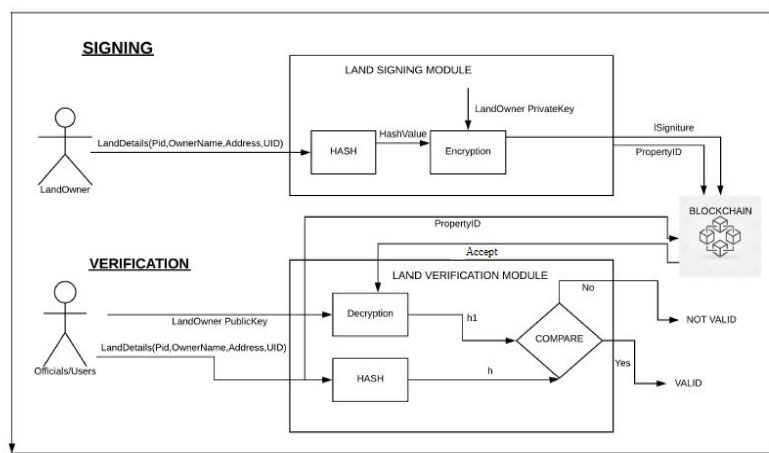 SIGNING
LAND SIGNING MODULE
LandOwner PrivateKey
HashValue
lSigniture
LandDetails(Pid,OwnerName,Address,UID)
HASH
Encryption
PropertyID
LandOwner
BLOCKCHAIN
PropertyID
Accept
VERIFICATION
LAND VERIFICATION MODULE
No
Decryption
LandOwner PublicKey
h1
NOT VALID
COMPARE
LandDetails(Pid,OwnerName,Address,UID)
Yes
Officials/Users
HASH
h
VALID